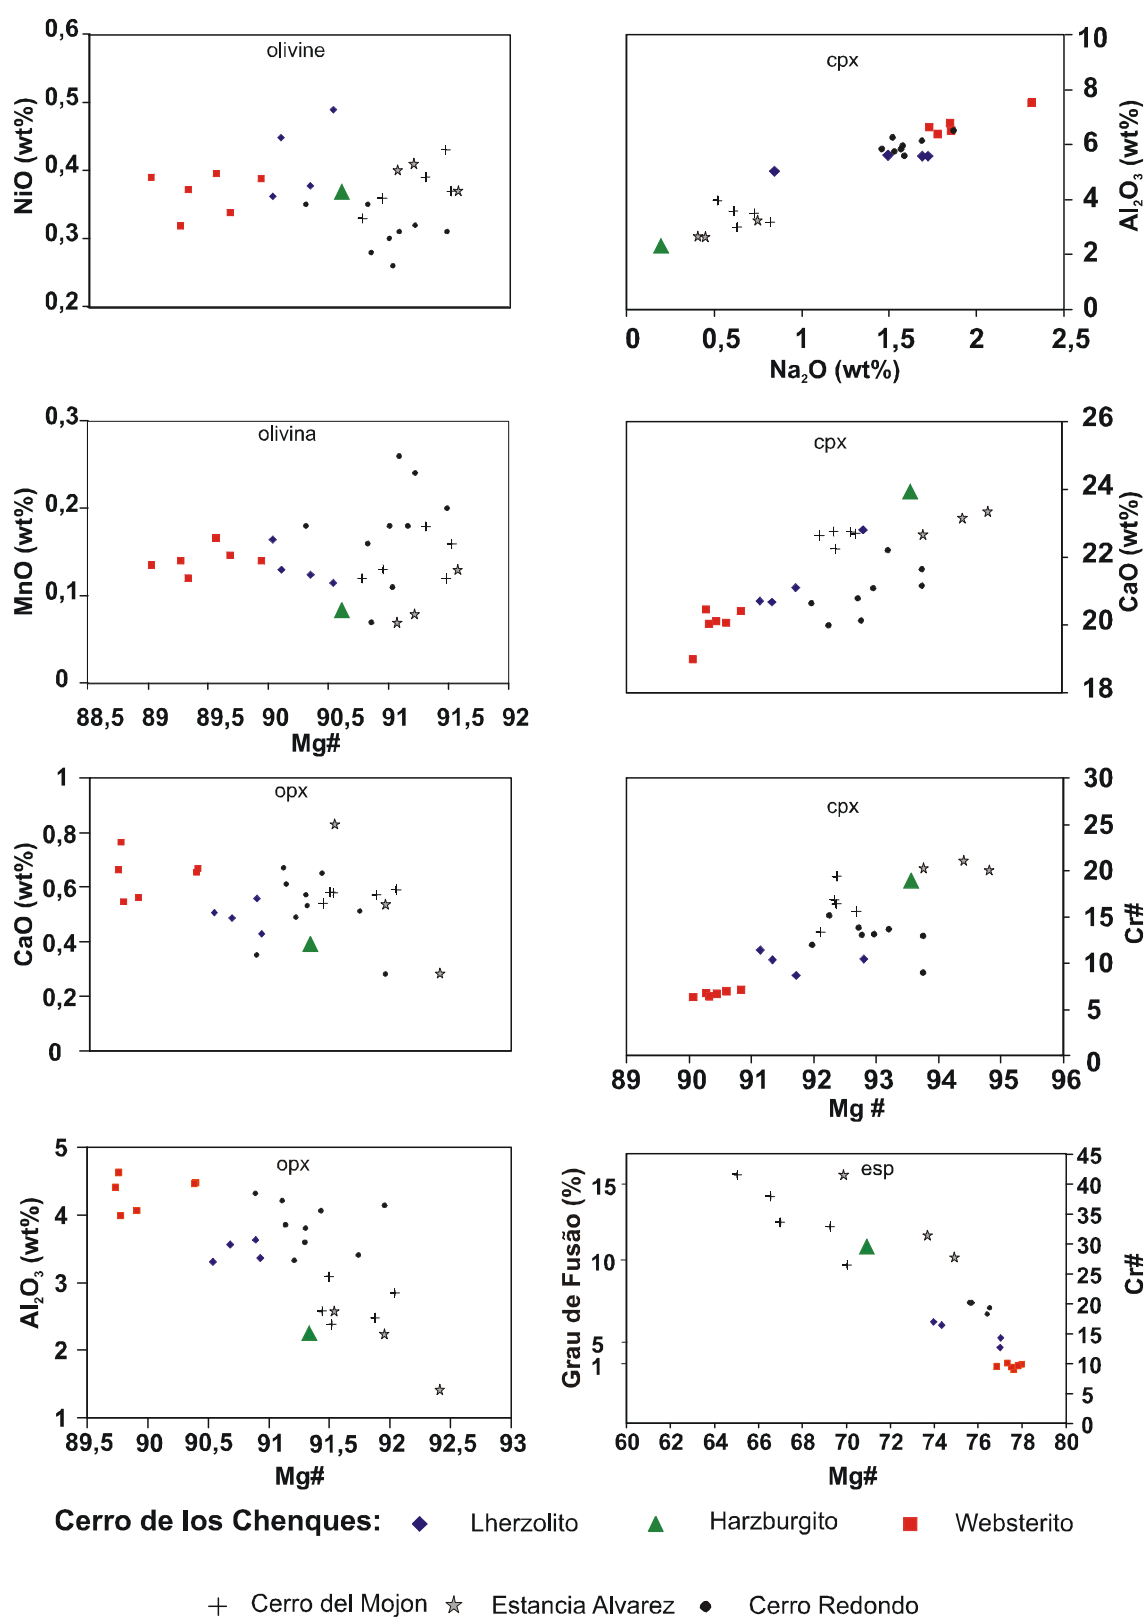 olivine
NiO (wt%)
0,6
0,5
0,4
0,3
0,2
cpx
Al₂O₃ (wt%)
10
8
6
4
2
0
0 0,5 1 1,5 2 2,5
Na₂O (wt%)
olivina
MnO (wt%)
0,3
0,2
0,1
0
88,5 89 89,5 90 90,5 91 91,5 92
Mg#
cpx
CaO (wt%)
26
24
22
20
18
opx
CaO (wt%)
1
0,8
0,6
0,4
0,2
0
cpx
Cr#
30
25
20
15
10
5
0
89 90 91 92 93 94 95 96
Mg #
opx
Al₂O₃ (wt%)
5
4
3
2
1
89,5 90 90,5 91 91,5 92 92,5 93
Mg#
esp
Grau de Fusão (%)
15
10
5
1
Cr#
45
40
35
30
25
20
15
10
5
0
60 62 64 66 68 70 72 74 76 78 80
Mg#
Cerro de los Chenques: Lherzolito Harzburgito Websterito
Cerro del Mojon Estancia Alvarez Cerro Redondo